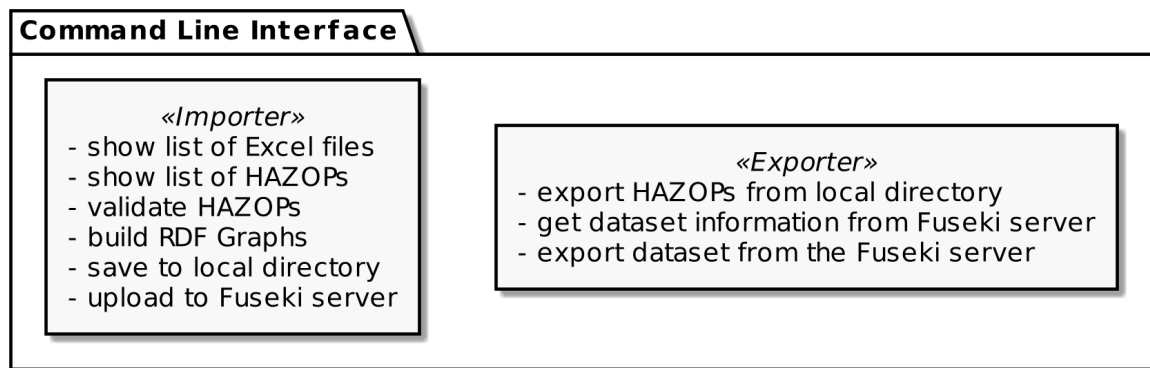 Command Line Interface
«Importer»
- show list of Excel files
- show list of HAZOPs
- validate HAZOPs
- build RDF Graphs
- save to local directory
- upload to Fuseki server
«Exporter»
- export HAZOPs from local directory
- get dataset information from Fuseki server
- export dataset from the Fuseki server